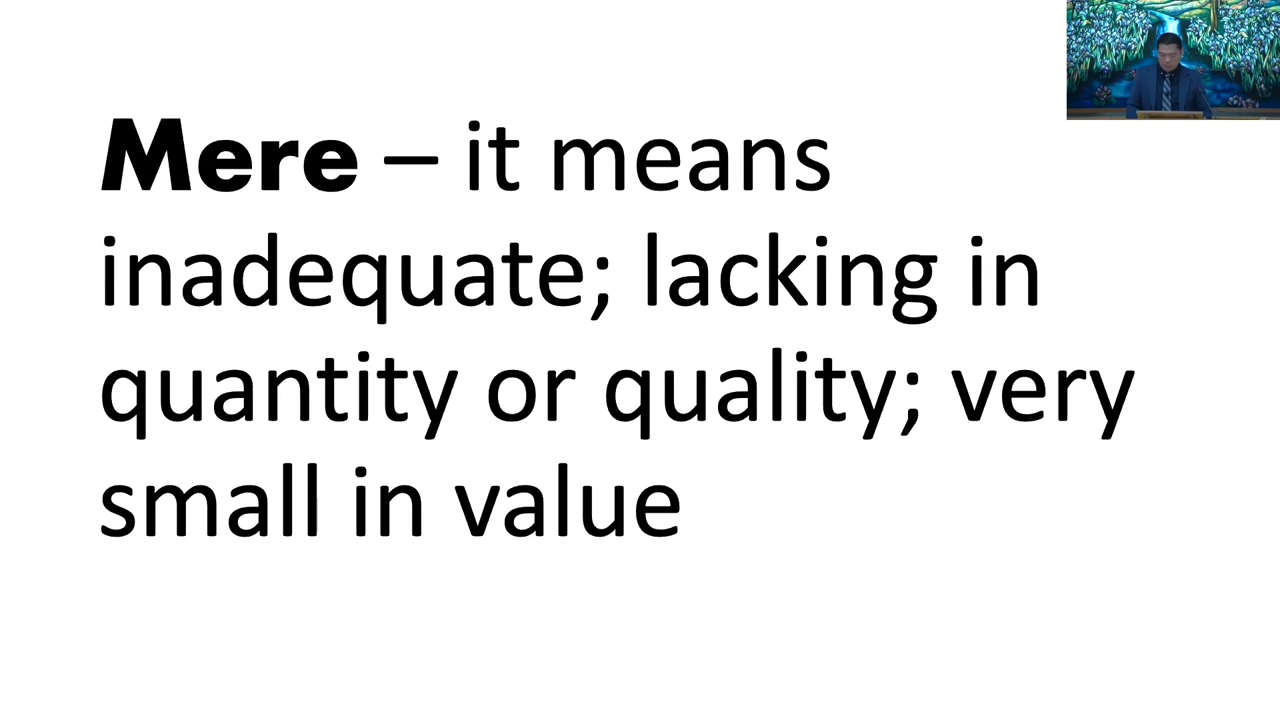 Mere – it means
inadequate; lacking in
quantity or quality; very
small in value